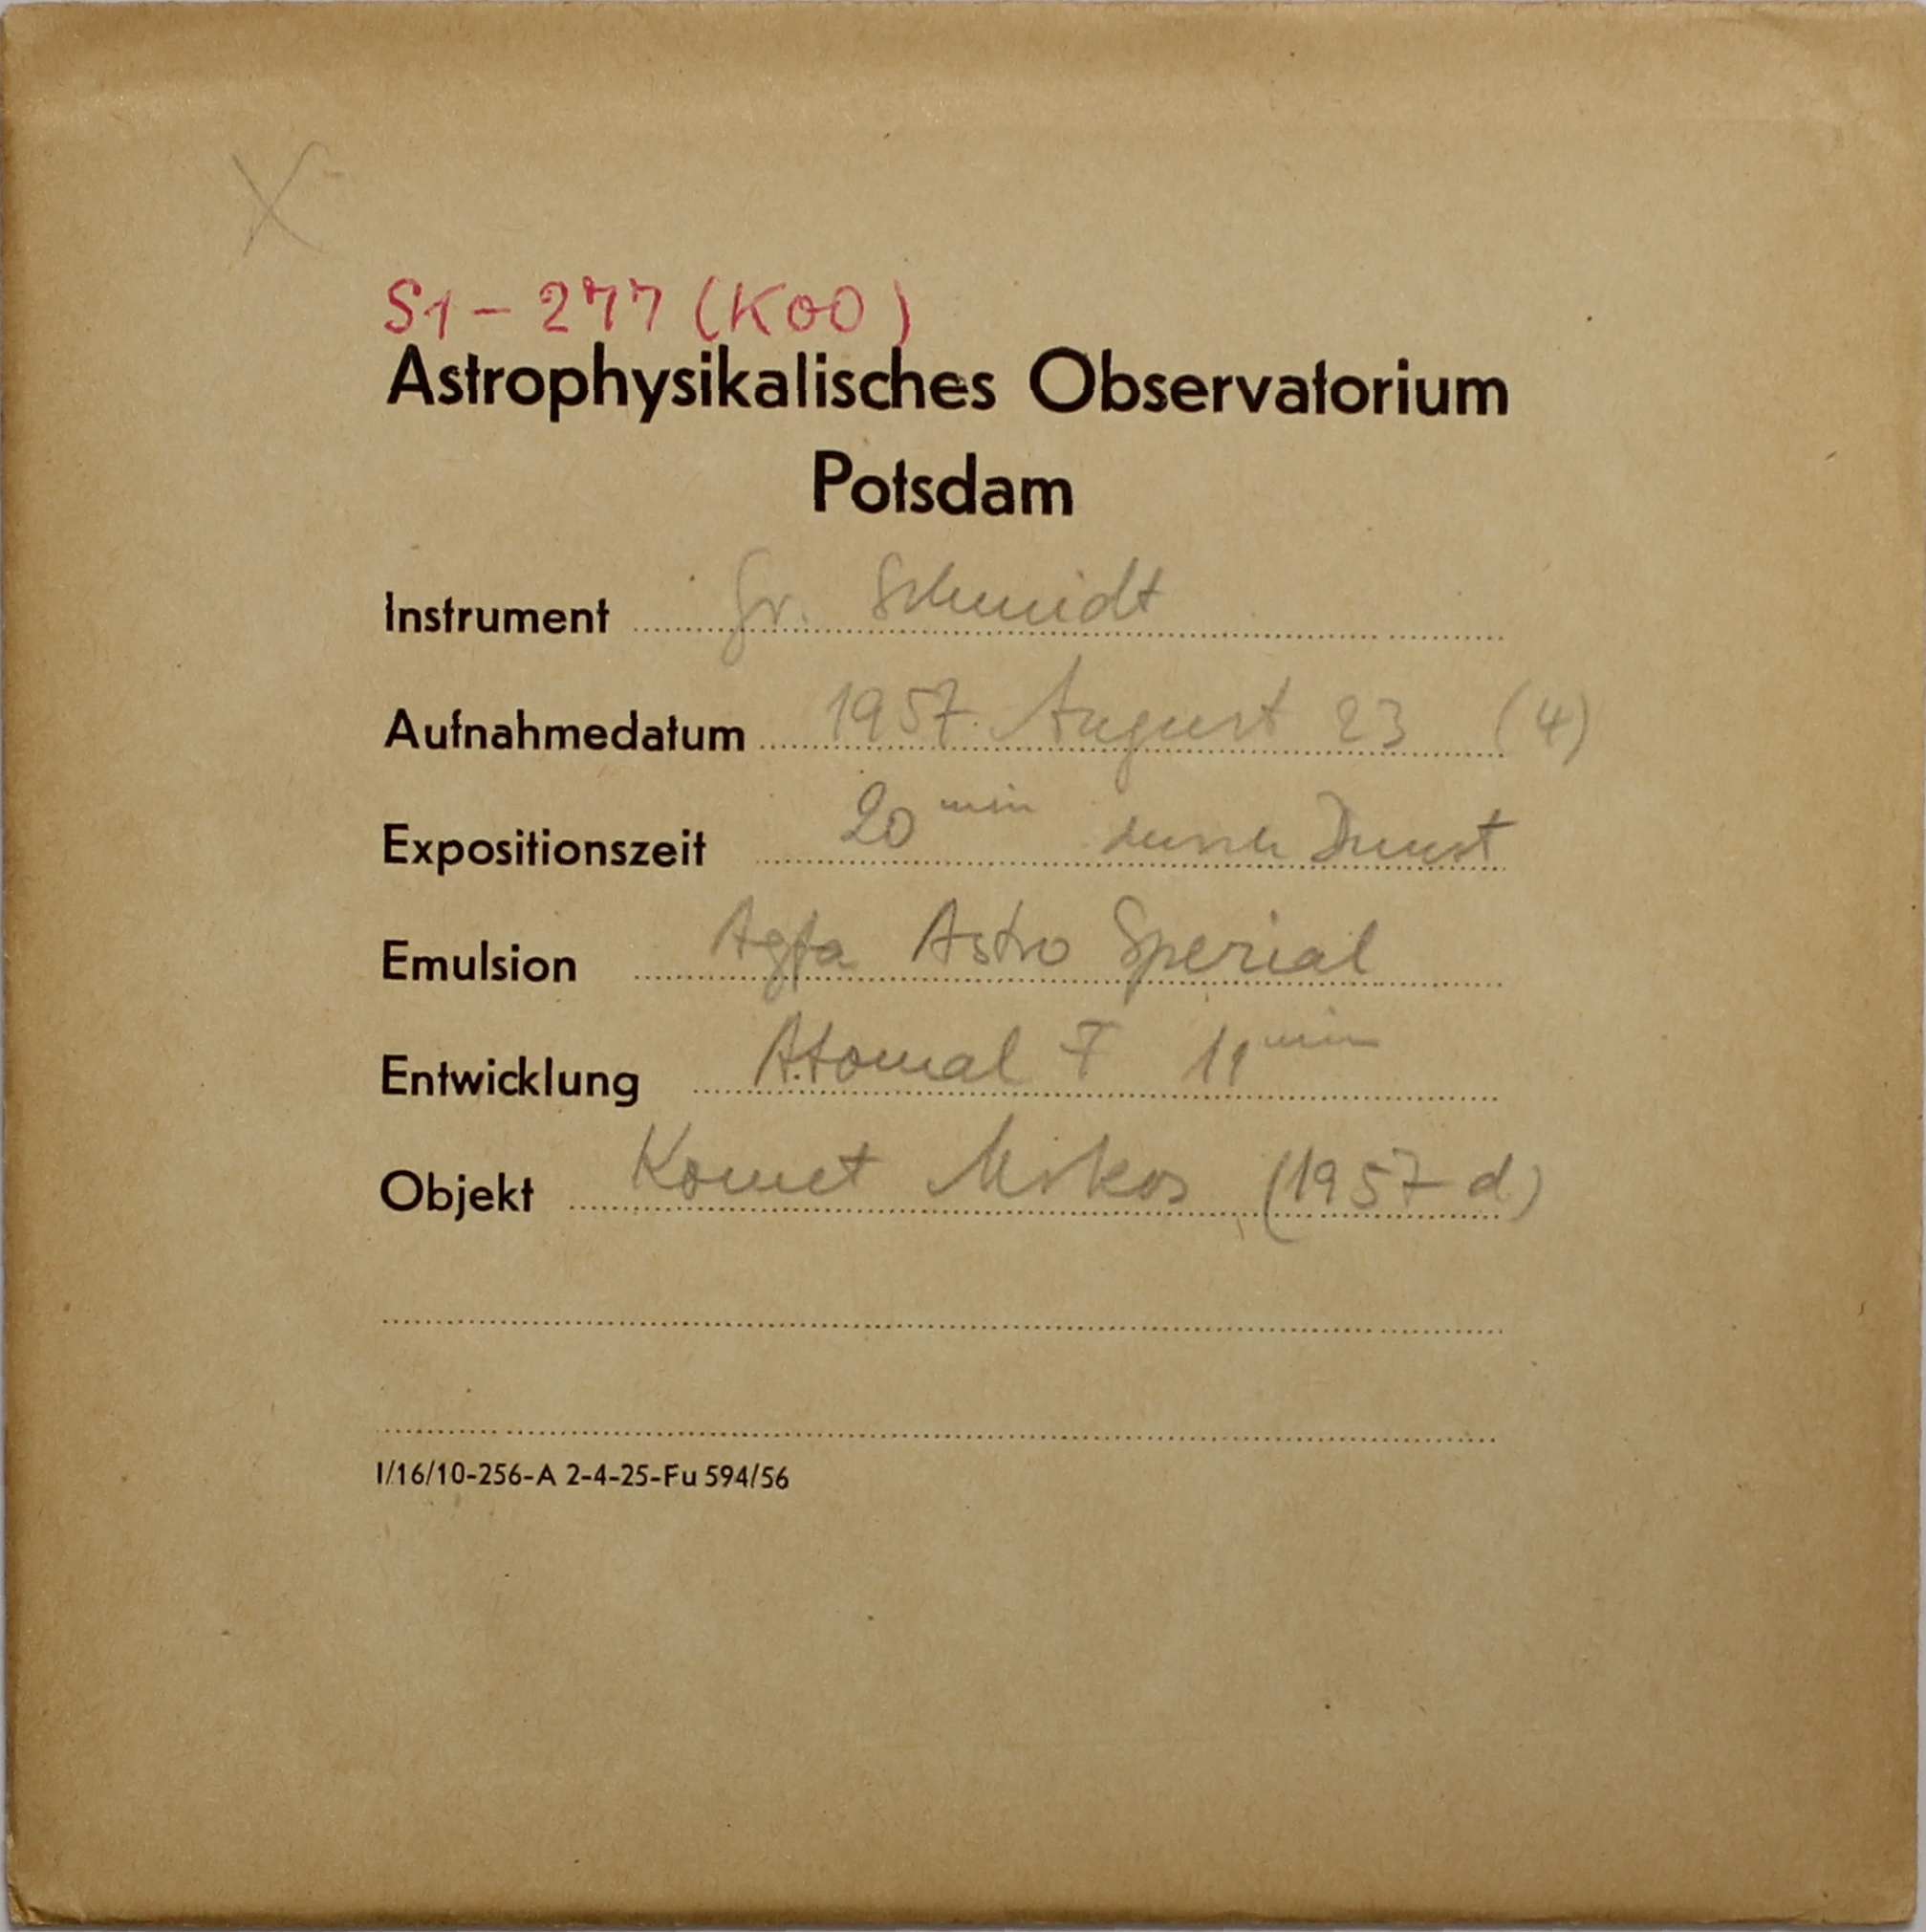 X
S1 – 277 (K00)
Astrophysikalisches Observatorium
Potsdam
Instrument Gr. Schmidt
Aufnahmedatum 1957 August 23 (4)
Expositionszeit 20 min durch Dunst
Emulsion Agfa Astro Spezial
Entwicklung Atomal F 11 min
Objekt Komet Mrkos (1957 d)
I/16/10-256-A 2-4-25-Fu 594/56